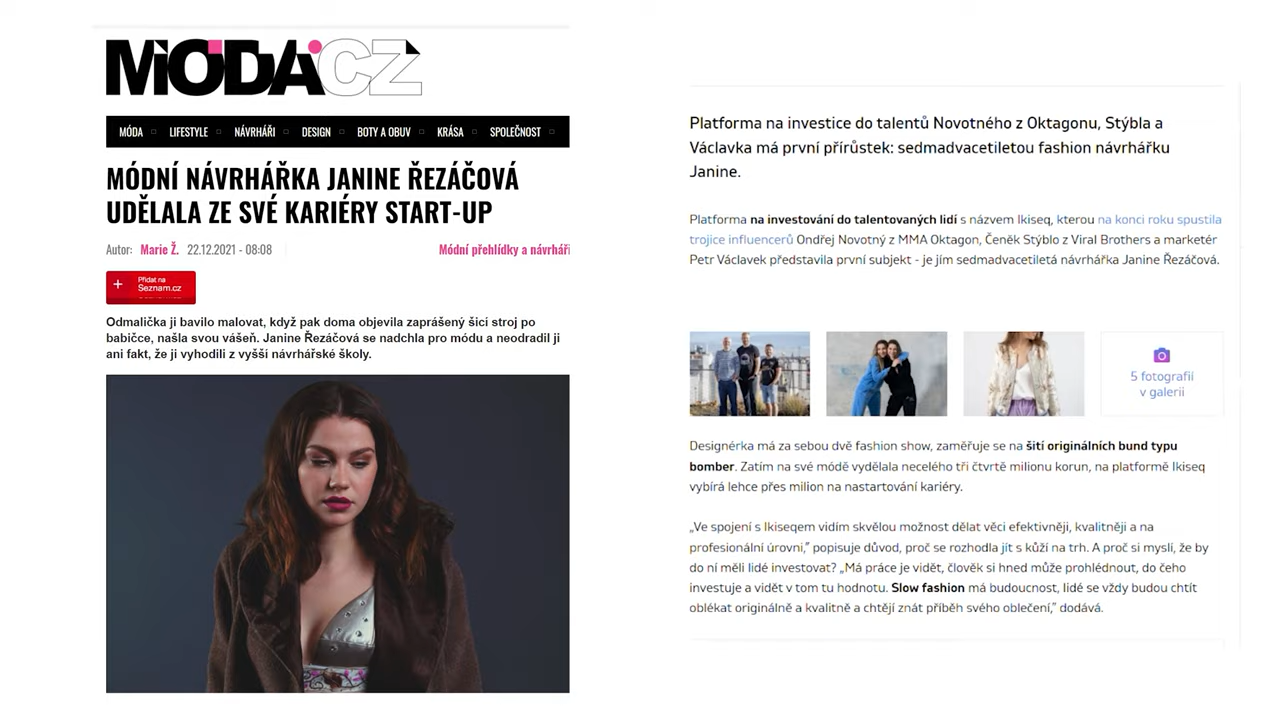 MÓDA.CZ
MÓDA LIFESTYLE NÁVRHÁŘI DESIGN BOTY A OBUV KRÁSA SPOLEČNOST
MÓDNÍ NÁVRHÁŘKA JANINE ŘEZÁČOVÁ
UDĚLALA ZE SVÉ KARIÉRY START-UP
Autor: Marie Ž. 22.12.2021 - 08:08 Módní přehlídky a návrháři
+ Přidat na
Seznam.cz
Odmalička ji bavilo malovat, když pak doma objevila zaprášený šicí stroj po
babičce, našla svou vášeň. Janine Řezáčová se nadchla pro módu a neodradil ji
ani fakt, že ji vyhodili z vyšší návrhářské školy.
Platforma na investice do talentů Novotného z Oktagonu, Stýbla a
Václavka má první přírůstek: sedmadvacetiletou fashion návrhářku
Janine.
Platforma na investování do talentovaných lidí s názvem Ikiseq, kterou na konci roku spustila
trojice influencerů Ondřej Novotný z MMA Oktagon, Čeněk Stýblo z Viral Brothers a marketér
Petr Václavek představila první subjekt - je jím sedmadvacetiletá návrhářka Janine Řezáčová.
5 fotografií
v galerii
Designérka má za sebou dvě fashion show, zaměřuje se na šití originálních bund typu
bomber. Zatím na své módě vydělala necelého tři čtvrtě milionu korun, na platformě Ikiseq
vybírá lehce přes milion na nastartování kariéry.
„Ve spojení s Ikiseqem vidím skvělou možnost dělat věci efektivněji, kvalitněji a na
profesionální úrovni,” popisuje důvod, proč se rozhodla jít s kůží na trh. A proč si myslí, že by
do ní měli lidé investovat? „Má práce je vidět, člověk si hned může prohlédnout, do čeho
investuje a vidět v tom tu hodnotu. Slow fashion má budoucnost, lidé se vždy budou chtít
oblékat originálně a kvalitně a chtějí znát příběh svého oblečení,” dodává.